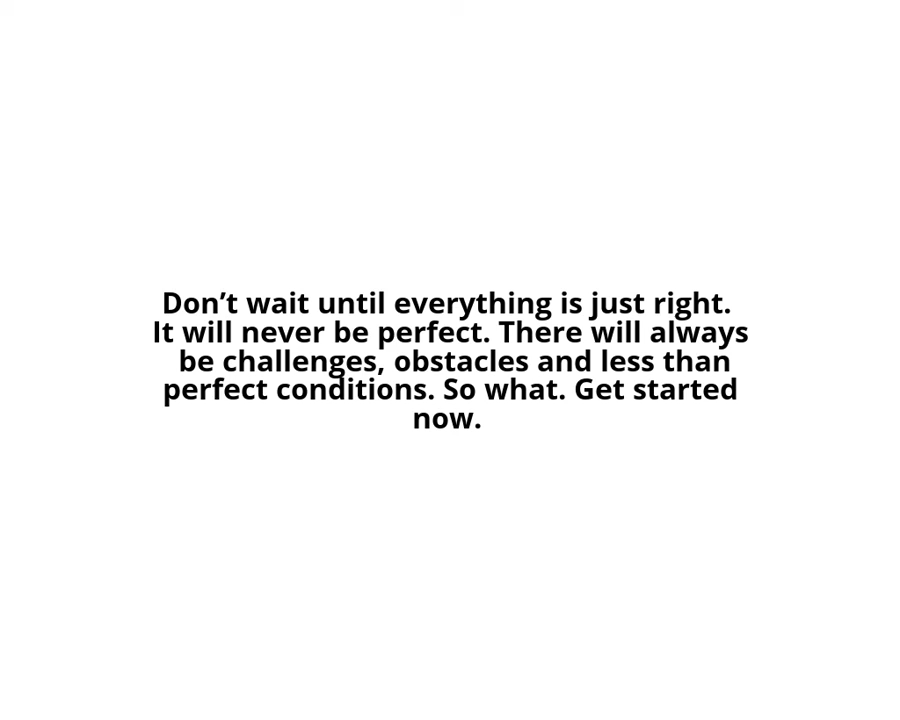 Don’t wait until everything is just right.
It will never be perfect. There will always
be challenges, obstacles and less than
perfect conditions. So what. Get started
now.